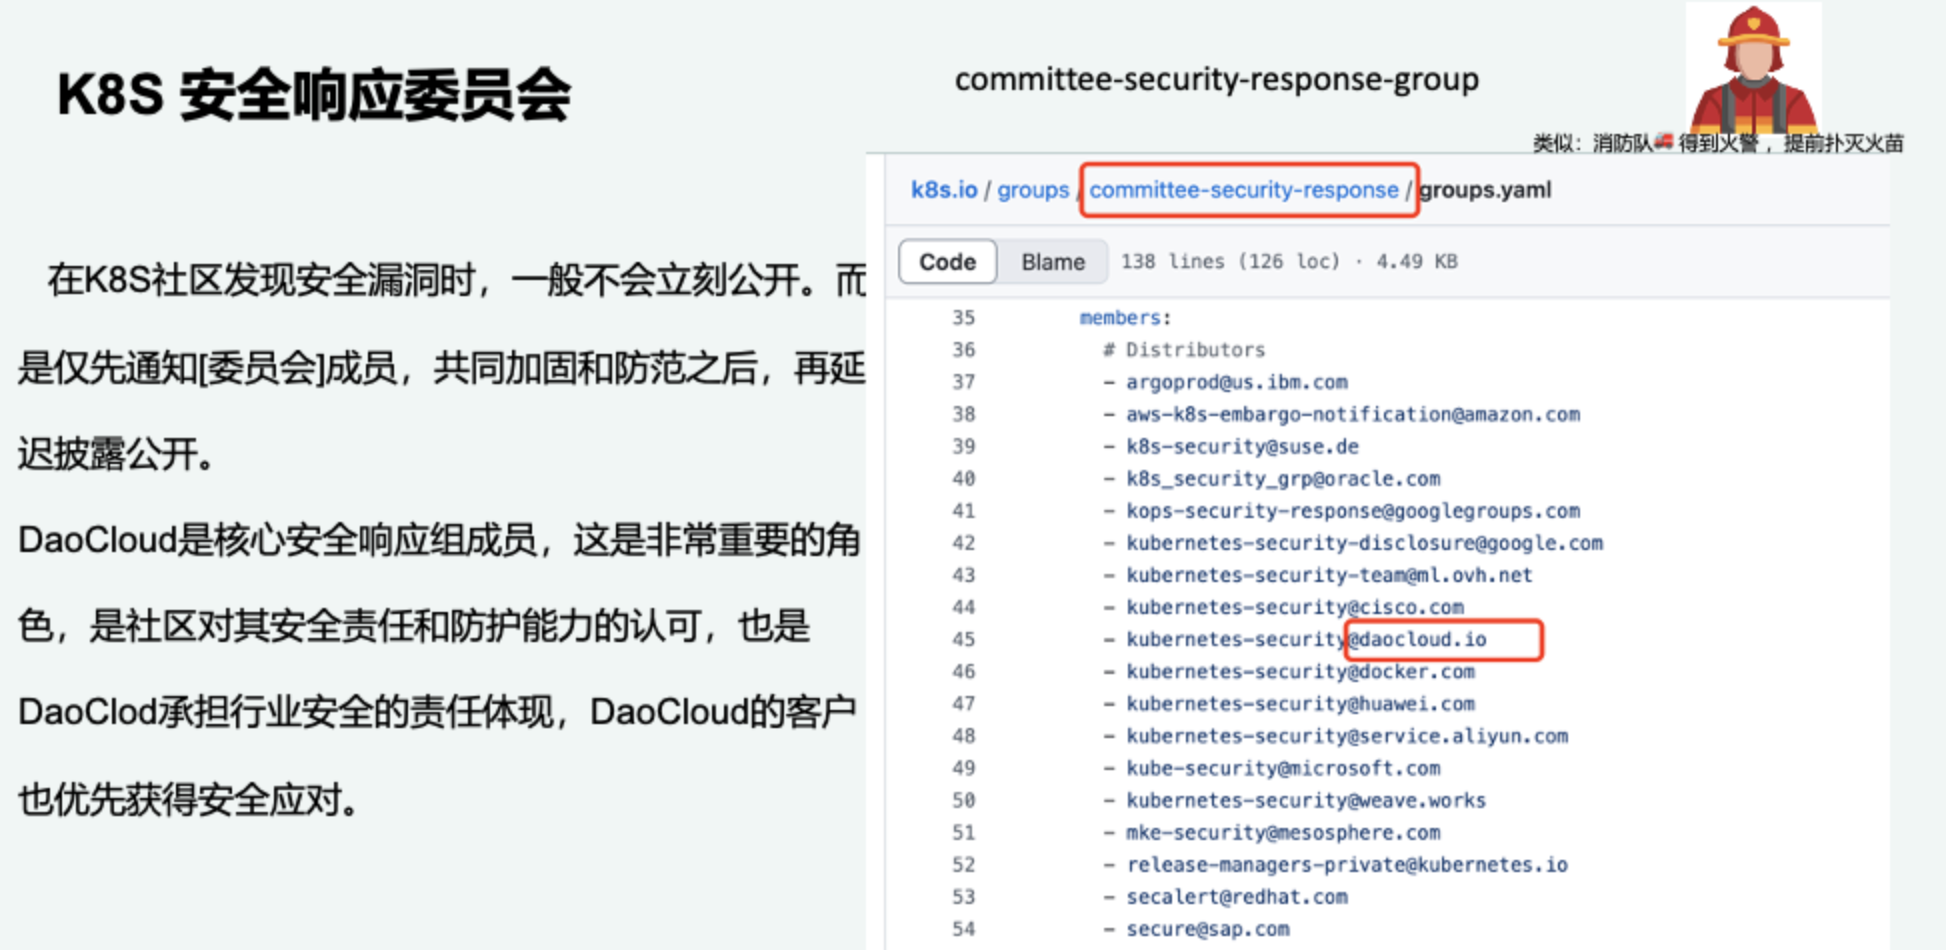 K8S 安全响应委员会
committee-security-response-group
类似：消防队🚒 得到火警，提前扑灭火苗
在K8S社区发现安全漏洞时，一般不会立刻公开。而
是仅先通知[委员会]成员，共同加固和防范之后，再延
迟披露公开。
DaoCloud是核心安全响应组成员，这是非常重要的角
色，是社区对其安全责任和防护能力的认可，也是
DaoClod承担行业安全的责任体现，DaoCloud的客户
也优先获得安全应对。
k8s.io / groups / committee-security-response / groups.yaml
Code Blame 138 lines (126 loc) · 4.49 KB
35 members:
36 # Distributors
37 - argoprod@us.ibm.com
38 - aws-k8s-embargo-notification@amazon.com
39 - k8s-security@suse.de
40 - k8s_security_grp@oracle.com
41 - kops-security-response@googlegroups.com
42 - kubernetes-security-disclosure@google.com
43 - kubernetes-security-team@ml.ovh.net
44 - kubernetes-security@cisco.com
45 - kubernetes-security@daocloud.io
46 - kubernetes-security@docker.com
47 - kubernetes-security@huawei.com
48 - kubernetes-security@service.aliyun.com
49 - kube-security@microsoft.com
50 - kubernetes-security@weave.works
51 - mke-security@mesosphere.com
52 - release-managers-private@kubernetes.io
53 - secalert@redhat.com
54 - secure@sap.com